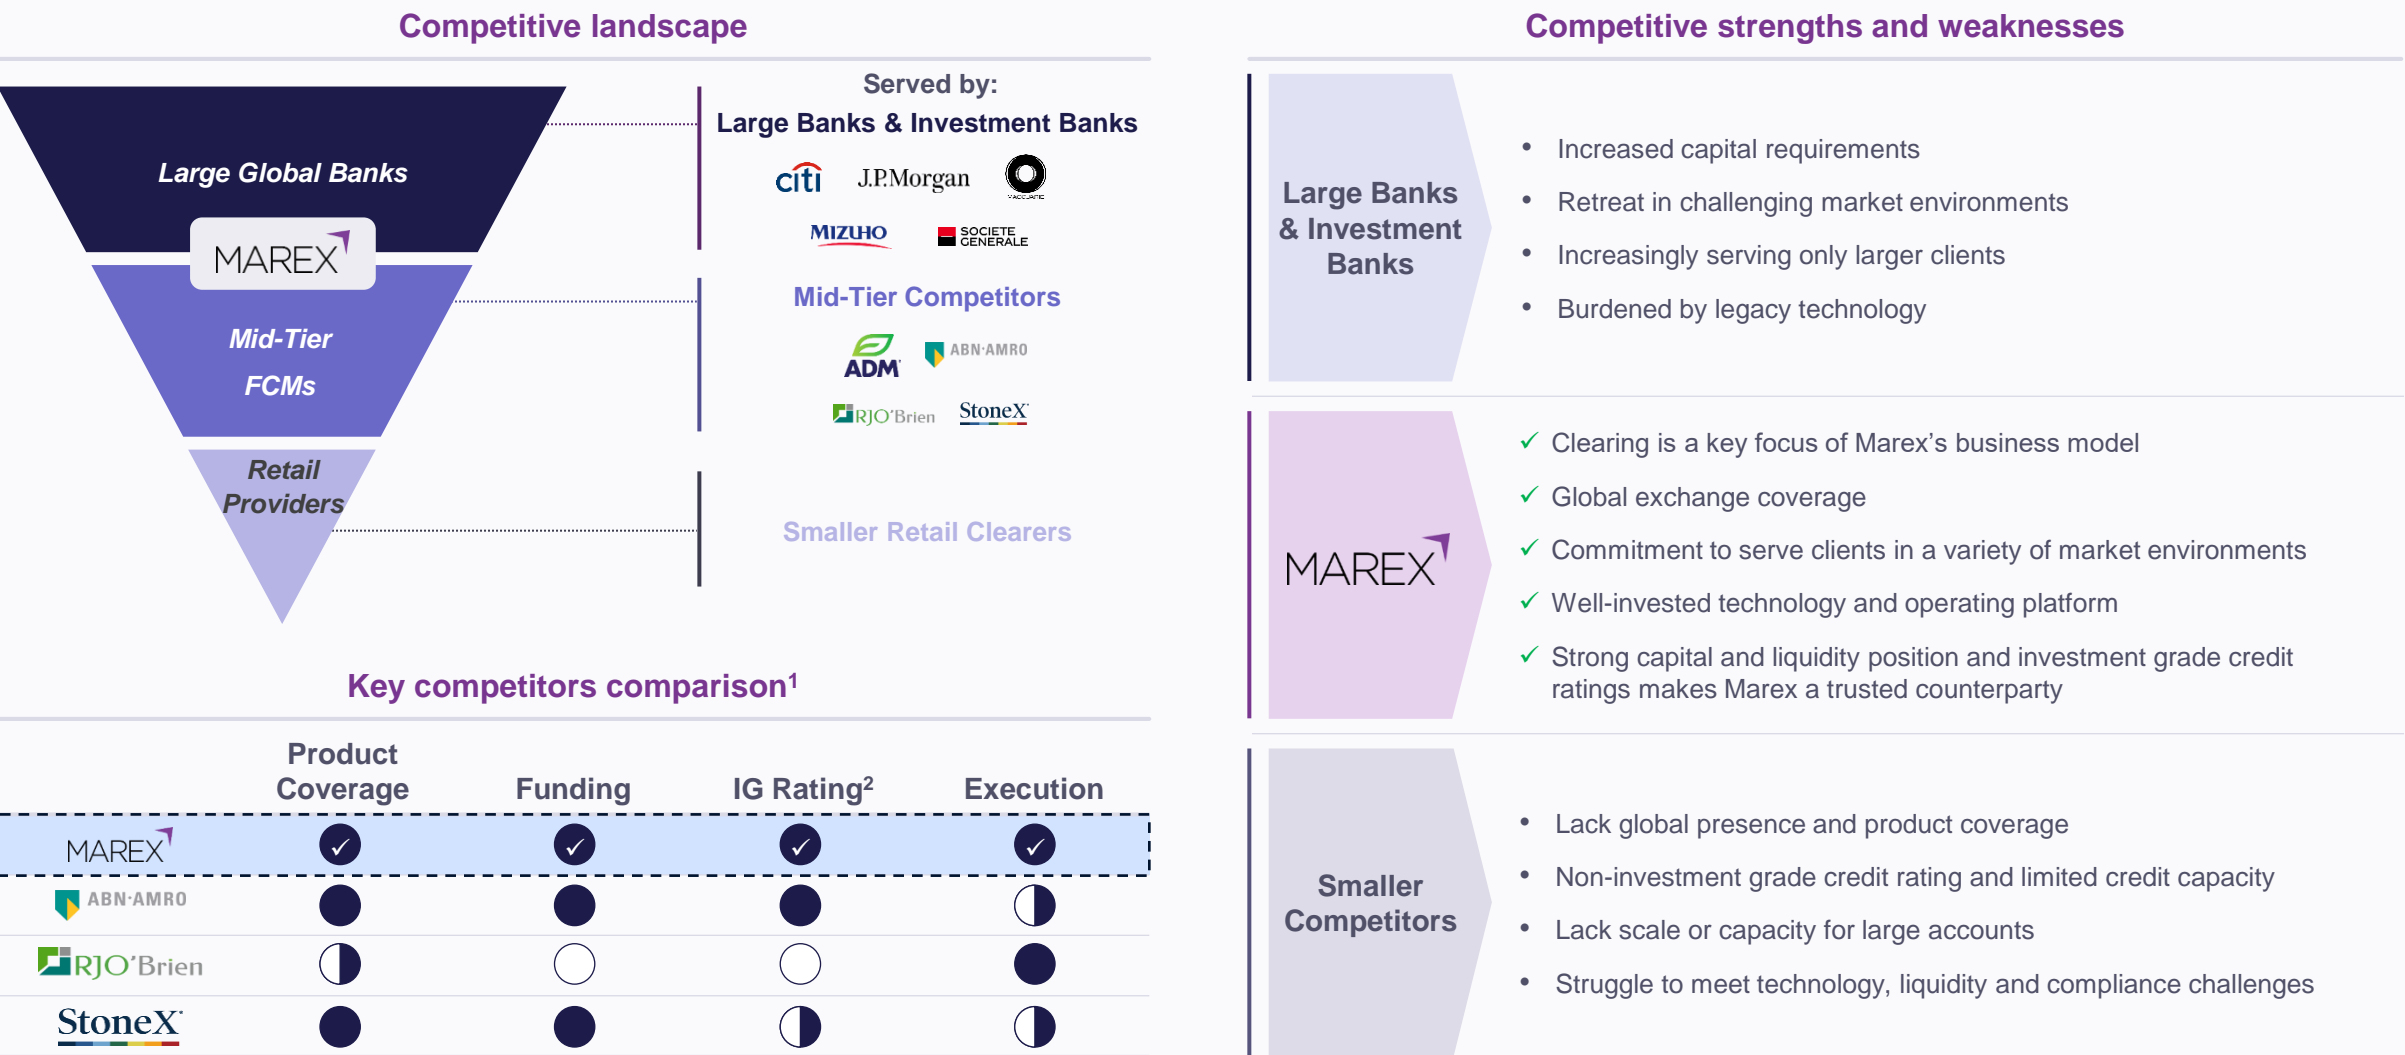 Competitive landscape
Large Global Banks
MAREX
Mid-Tier
FCMs
Retail
Providers
Served by:
Large Banks & Investment Banks
citi
J.P.Morgan
MACQUARIE
MIZUHO
SOCIETE
GENERALE
Mid-Tier Competitors
ADM
ABN·AMRO
RJO'Brien
StoneX
Smaller Retail Clearers
Key competitors comparison¹
Product
Coverage
Funding
IG Rating²
Execution
MAREX
ABN·AMRO
RJO'Brien
StoneX
Competitive strengths and weaknesses
Large Banks
& Investment
Banks
• Increased capital requirements
• Retreat in challenging market environments
• Increasingly serving only larger clients
• Burdened by legacy technology
MAREX
✓ Clearing is a key focus of Marex’s business model
✓ Global exchange coverage
✓ Commitment to serve clients in a variety of market environments
✓ Well-invested technology and operating platform
✓ Strong capital and liquidity position and investment grade credit
ratings makes Marex a trusted counterparty
Smaller
Competitors
• Lack global presence and product coverage
• Non-investment grade credit rating and limited credit capacity
• Lack scale or capacity for large accounts
• Struggle to meet technology, liquidity and compliance challenges